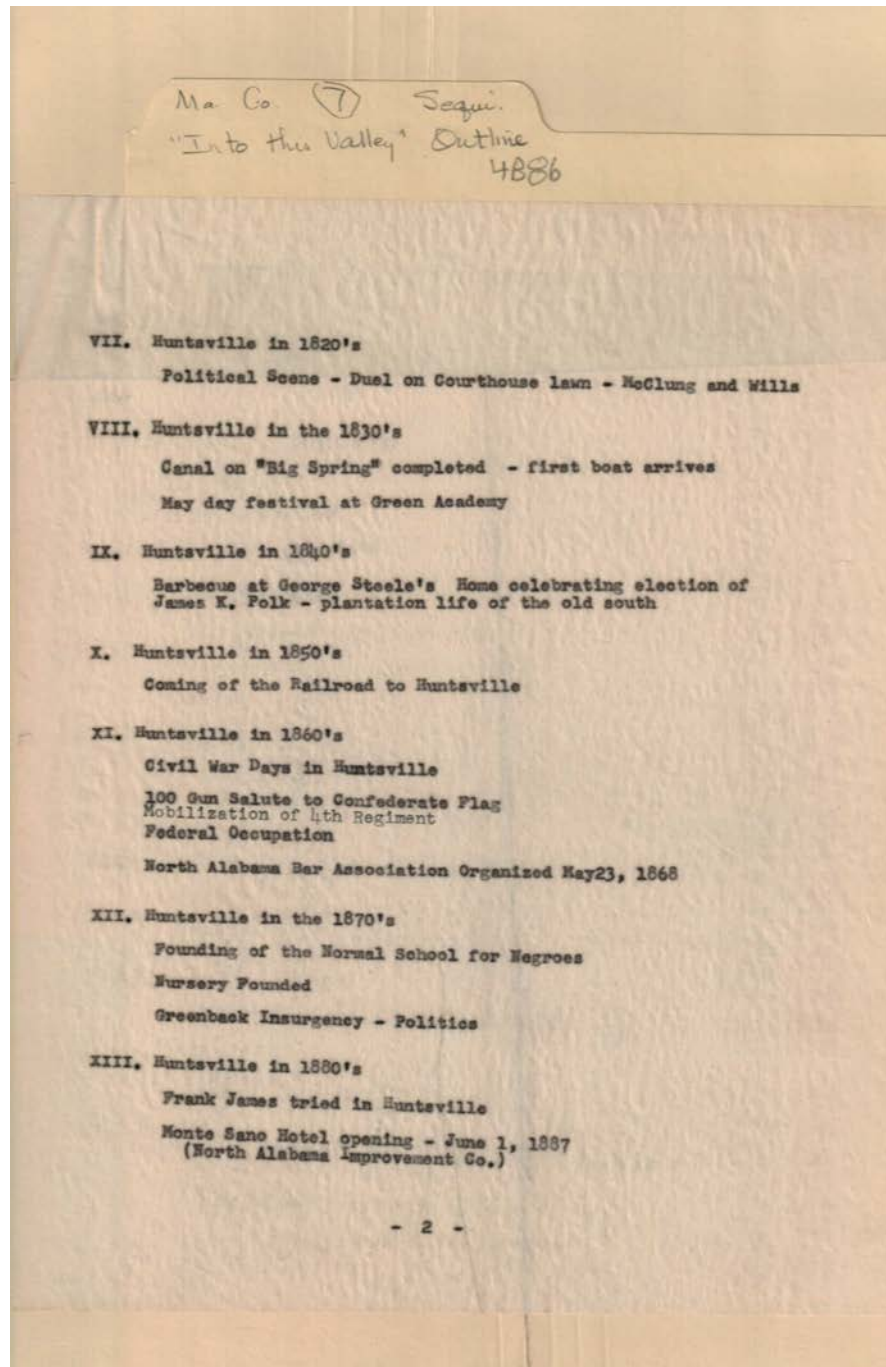 Ma Co. 7 Sequi.
"Into this Valley" Outline
4B86
VII. Huntsville in 1820's
Political Scene - Duel on Courthouse lawn - McClung and Wills
VIII. Huntsville in the 1830's
Canal on "Big Spring" completed - first boat arrives
May day festival at Green Academy
IX. Huntsville in 1840's
Barbecue at George Steele's Home celebrating election of
James K. Polk - plantation life of the old south
X. Huntsville in 1850's
Coming of the Railroad to Huntsville
XI. Huntsville in 1860's
Civil War Days in Huntsville
100 Gun Salute to Confederate Flag
Mobilization of 4th Regiment
Federal Occupation
North Alabama Bar Association Organized May23, 1868
XII. Huntsville in the 1870's
Founding of the Normal School for Negroes
Nursery Founded
Greenback Insurgency - Politics
XIII. Huntsville in 1880's
Frank James tried in Huntsville
Monte Sano Hotel opening - June 1, 1887
(North Alabama Improvement Co.)
- 2 -